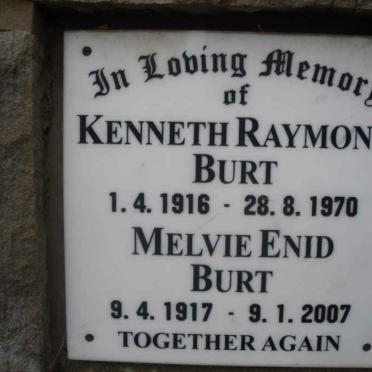 In Loving Memory
of
KENNETH RAYMON
BURT
1. 4. 1916 - 28. 8. 1970
MELVIE ENID
BURT
9. 4. 1917 - 9. 1. 2007
TOGETHER AGAIN